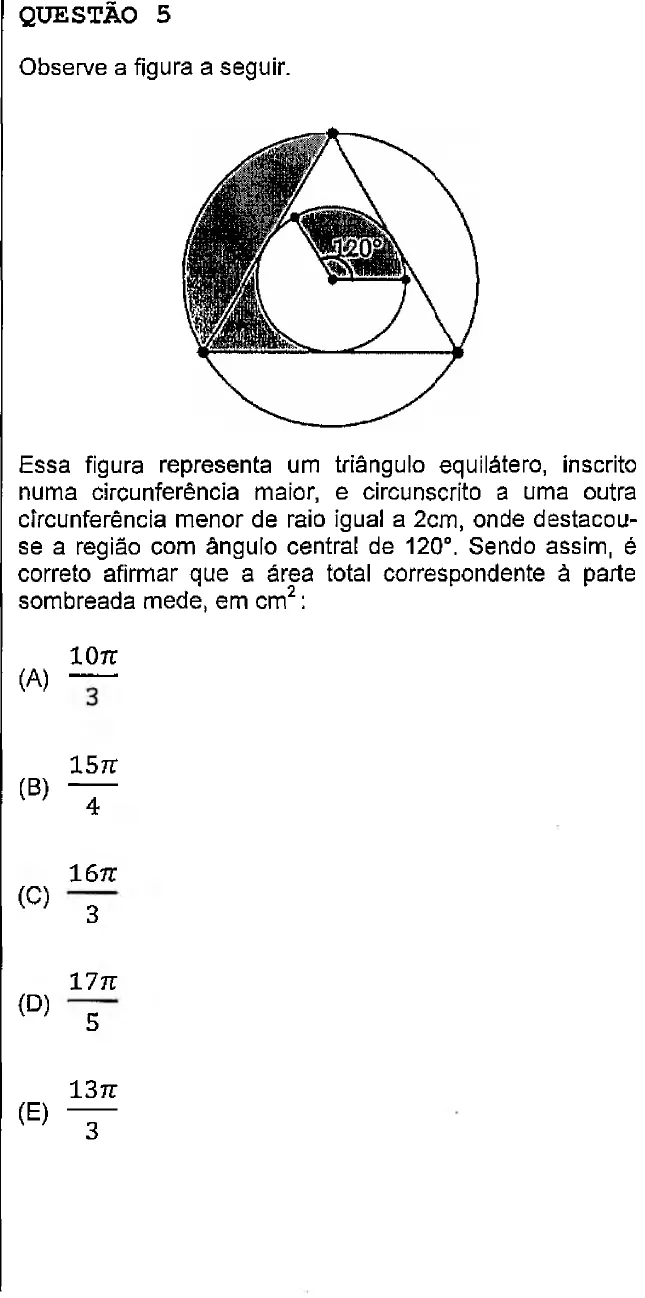 QUESTÃO 5
Observe a figura a seguir.
120°
Essa figura representa um triângulo equilátero, inscrito
numa circunferência maior, e circunscrito a uma outra
circunferência menor de raio igual a 2cm, onde destacou-
se a região com ângulo central de 120°. Sendo assim, é
correto afirmar que a área total correspondente à parte
sombreada mede, em cm²:
(A) 10π/3
(B) 15π/4
(C) 16π/3
(D) 17π/5
(E) 13π/3